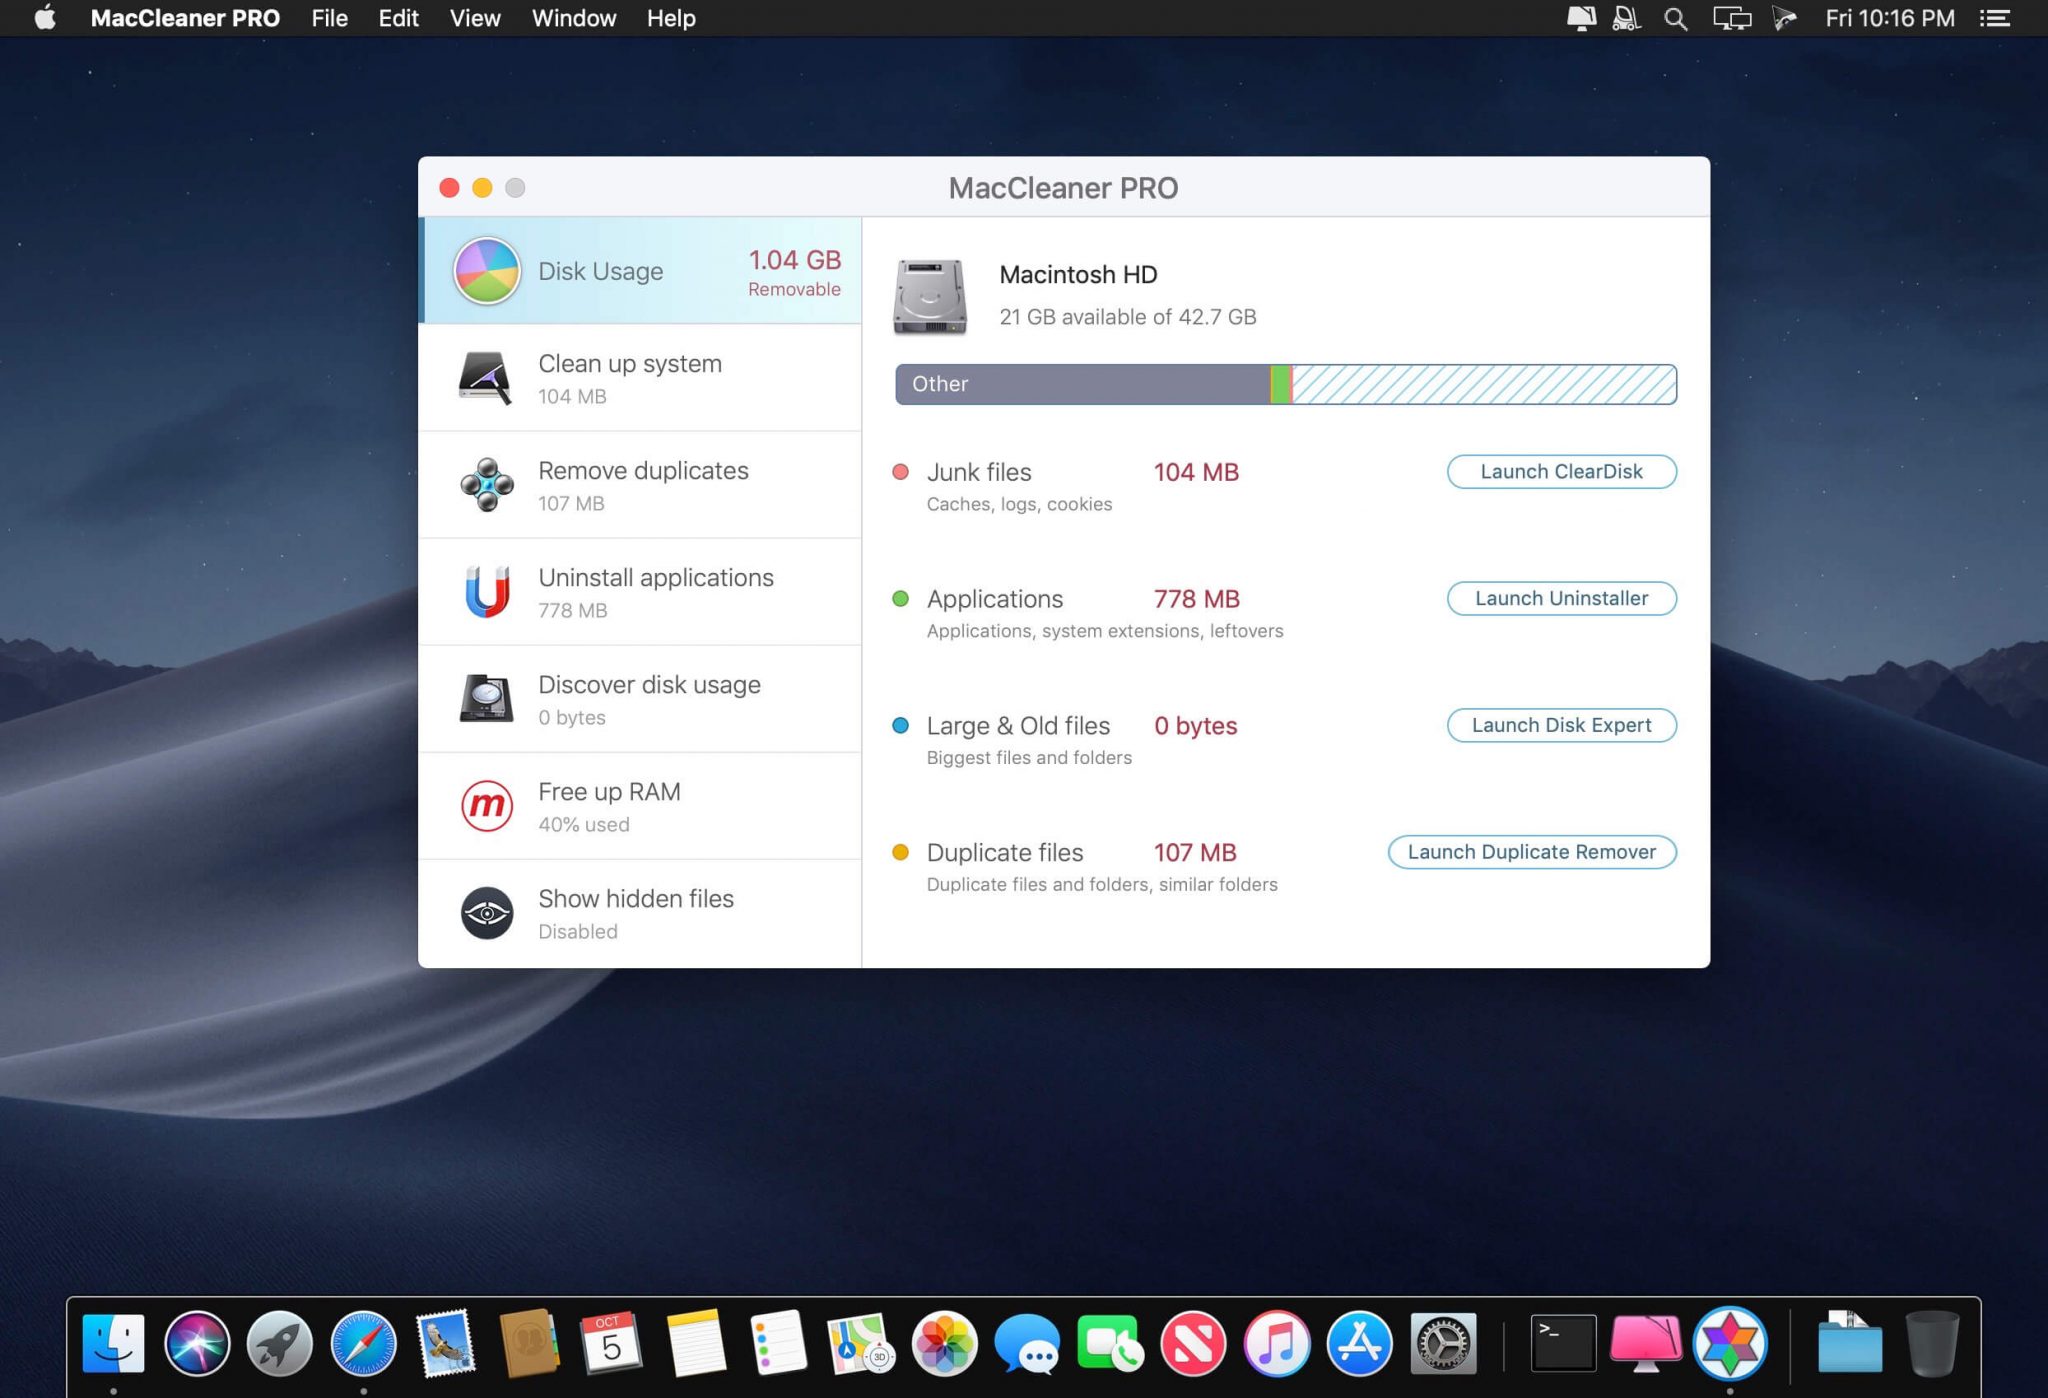 MacCleaner PRO File Edit View Window Help Fri 10:16 PM
MacCleaner PRO
Disk Usage
1.04 GB
Removable
Clean up system
104 MB
Remove duplicates
107 MB
Uninstall applications
778 MB
Discover disk usage
0 bytes
m
Free up RAM
40% used
Show hidden files
Disabled
Macintosh HD
21 GB available of 42.7 GB
Other
Junk files 104 MB Launch ClearDisk
Caches, logs, cookies
Applications 778 MB Launch Uninstaller
Applications, system extensions, leftovers
Large & Old files 0 bytes Launch Disk Expert
Biggest files and folders
Duplicate files 107 MB Launch Duplicate Remover
Duplicate files and folders, similar folders
OCT
5
3D
>_